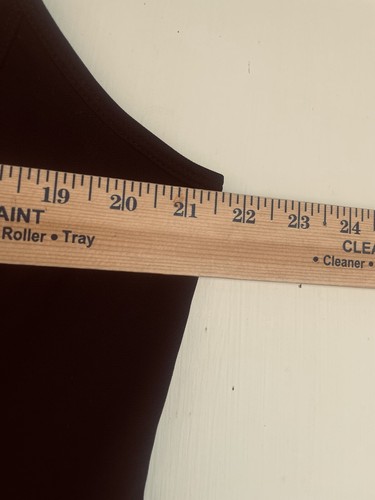 19 20 21 22 23 24
AINT CLEA
Roller • Tray • Cleaner •